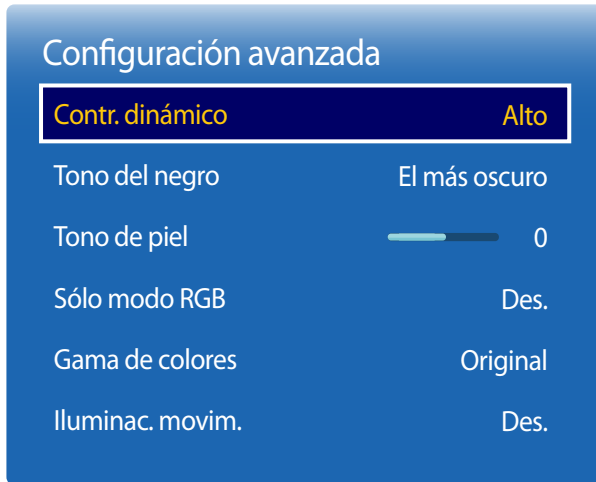 Configuración avanzada
Contr. dinámico Alto
Tono del negro El más oscuro
Tono de piel 0
Sólo modo RGB Des.
Gama de colores Original
Iluminac. movim. Des.